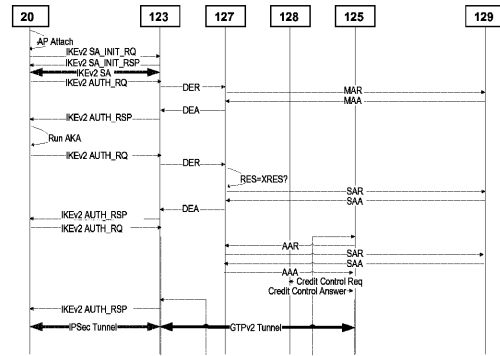 20 123 127 128 125 129
AP Attach
IKEv2 SA_INIT_RQ
IKEv2 SA_INIT_RSP
IKEv2 SA
IKEv2 AUTH_RQ
DER
MAR
MAA
DEA
IKEv2 AUTH_RSP
Run AKA
IKEv2 AUTH_RQ
DER
RES=XRES?
SAR
SAA
DEA
IKEv2 AUTH_RSP
IKEv2 AUTH_RQ
AAR
SAR
SAA
AAA
Credit Control Req
Credit Control Answer
IKEv2 AUTH_RSP
IPSec Tunnel
GTPv2 Tunnel